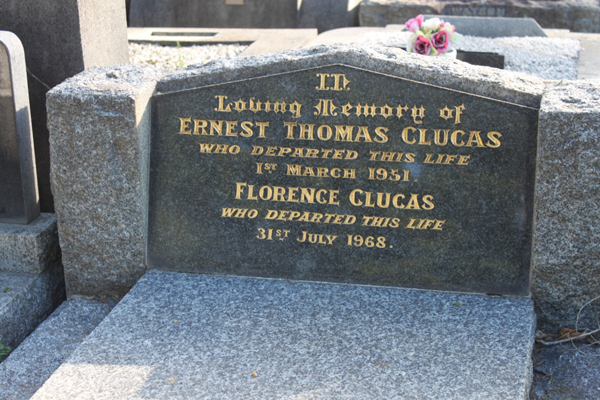 In
Loving Memory of
ERNEST THOMAS CLUCAS
WHO DEPARTED THIS LIFE
1ST MARCH 1951
FLORENCE CLUCAS
WHO DEPARTED THIS LIFE
31ST JULY 1968.